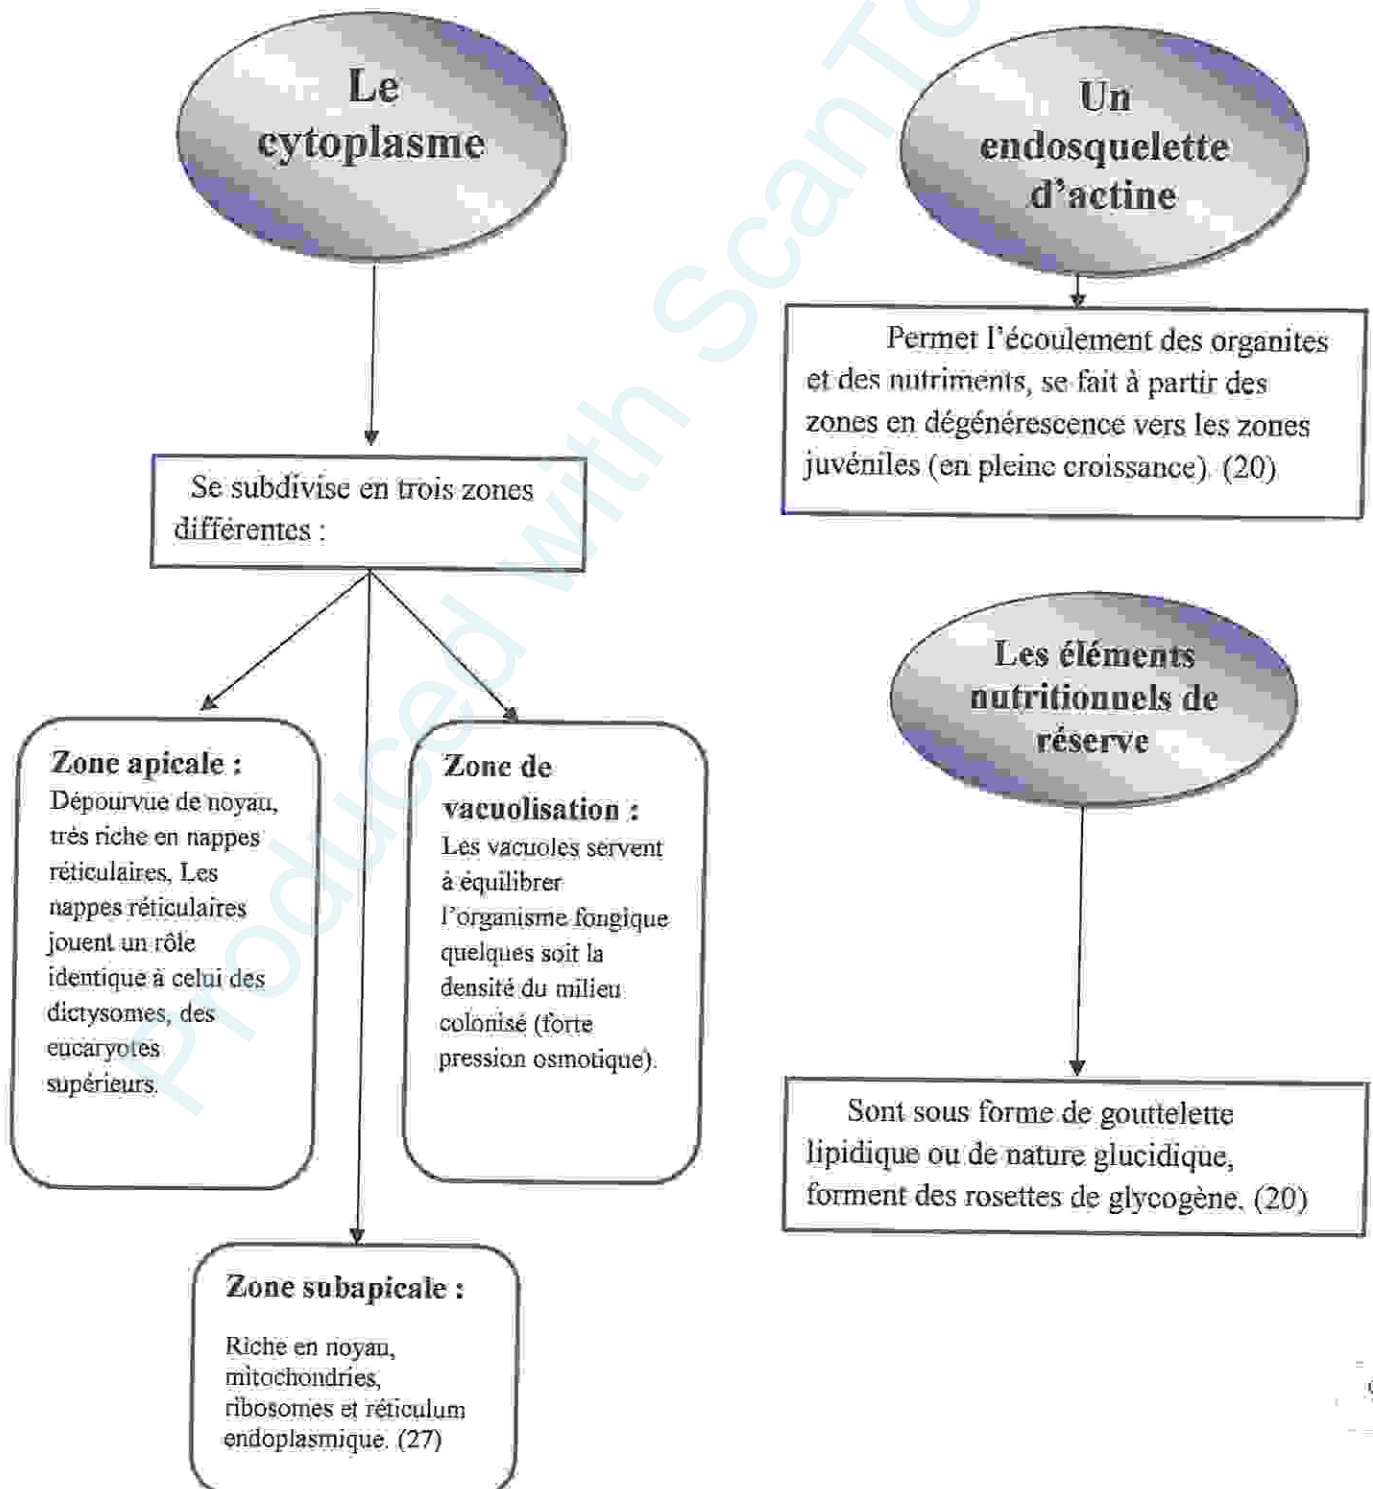 Le
cytoplasme
Se subdivise en trois zones
différentes :
Zone apicale :
Dépourvue de noyau,
trés riche en nappes
réticulaires, Les
nappes réticulaires
jouent un rôle
identique à celui des
dictysomes, des
eucaryotes
supérieurs.
Zone de
vacuolisation :
Les vacuoles servent
à équilibrer
l'organisme fongique
quelques soit la
densité du milieu
colonisé (forte
pression osmotique).
Zone subapicale :
Riche en noyau,
mitochondries,
ribosomes et réticulum
endoplasmique. (27)
Un
endosquelette
d'actine
Permet l'écoulement des organites
et des nutriments, se fait à partir des
zones en dégénérescence vers les zones
juvéniles (en pleine croissance). (20)
Les éléments
nutritionnels de
réserve
Sont sous forme de gouttelette
lipidique ou de nature glucidique,
forment des rosettes de glycogène. (20)
Produced with Scan